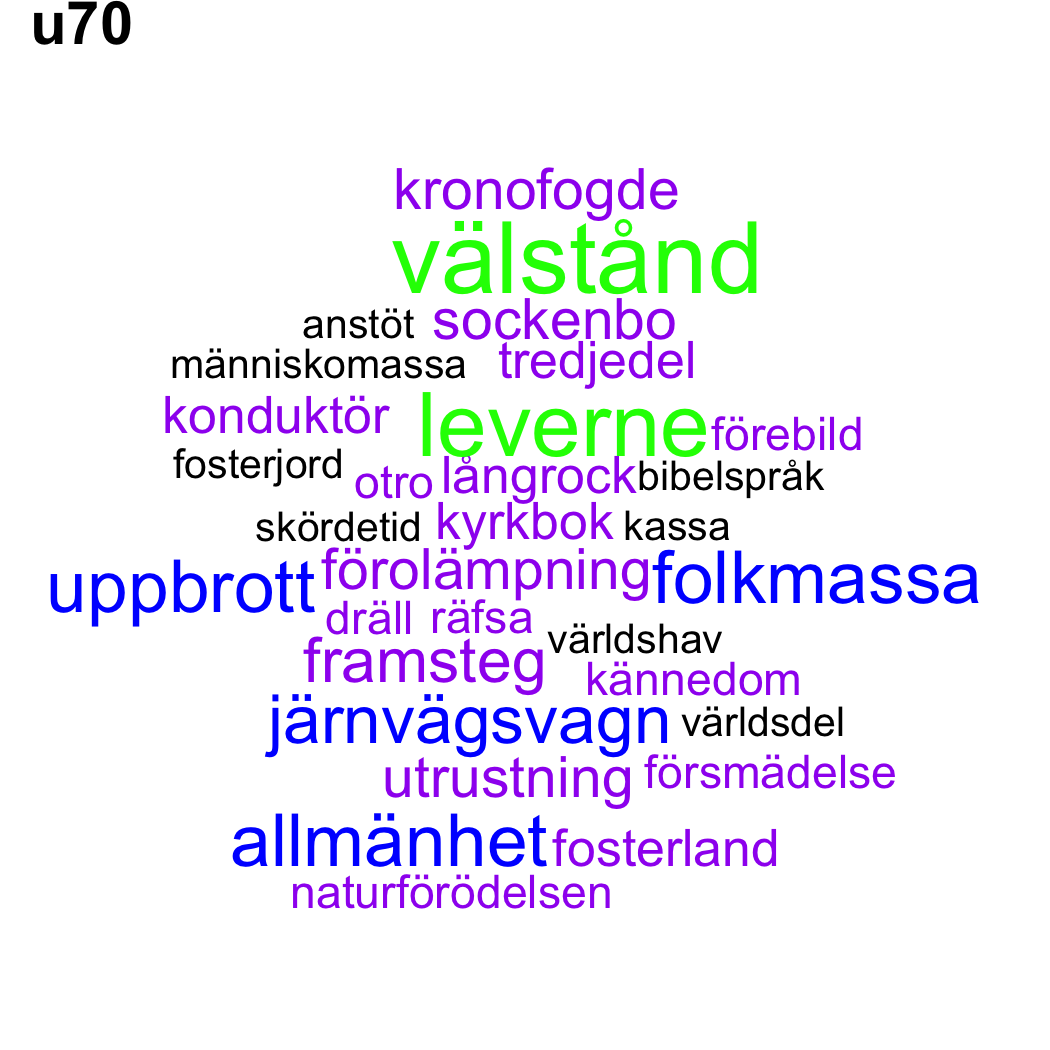 u70
kronofogde
välstånd
anstöt sockenbo
människomassa tredjedel
konduktör leverne förebild
fosterjord otro långrock bibelspråk
skördetid kyrkbok kassa
uppbrott förolämpning folkmassa
dräll räfsa världshav
framsteg kännedom
järnvägsvagn världsdel
utrustning försmädelse
allmänhet fosterland
naturförödelsen